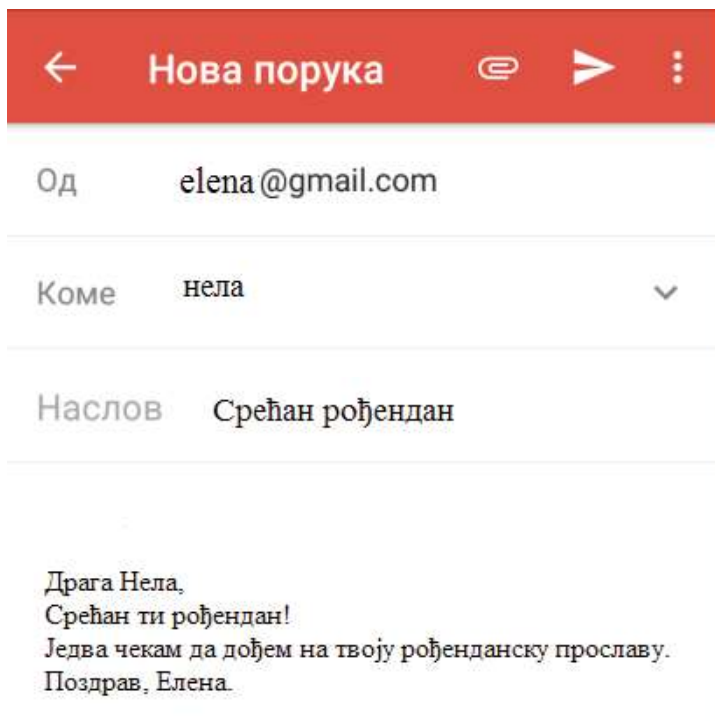 Нова порука
Од elena@gmail.com
Коме нела
Наслов Срећан рођендан
Драга Нела,
Срећан ти рођендан!
Једва чекам да дођем на твоју рођенданску прославу.
Поздрав, Елена.